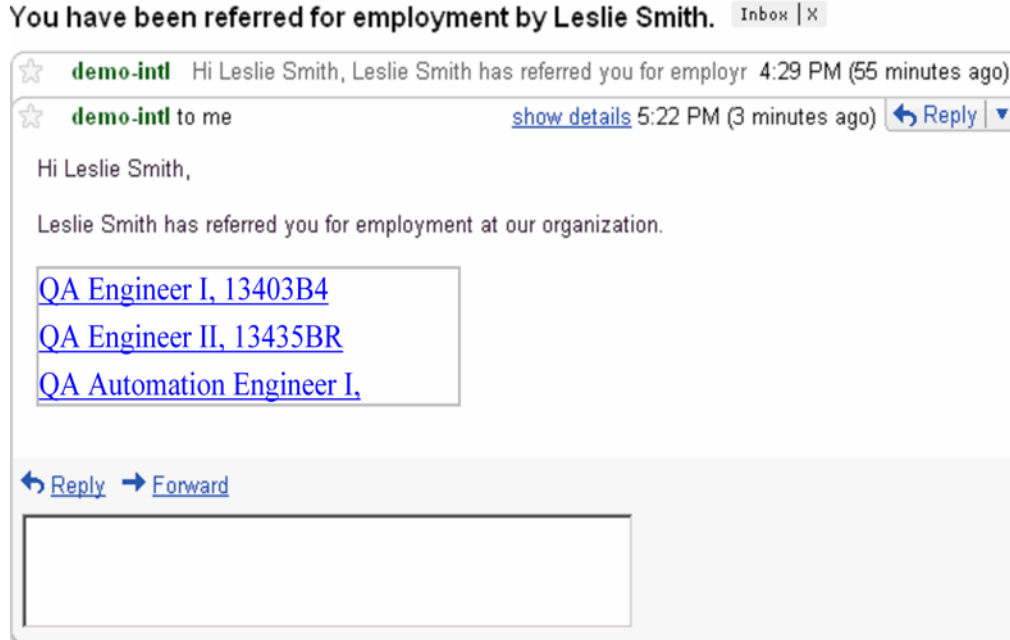 You have been referred for employment by Leslie Smith. Inbox | X
demo-intl Hi Leslie Smith, Leslie Smith has referred you for employr 4:29 PM (55 minutes ago)
demo-intl to me show details 5:22 PM (3 minutes ago) Reply
Hi Leslie Smith,
Leslie Smith has referred you for employment at our organization.
QA Engineer I, 13403B4
QA Engineer II, 13435BR
QA Automation Engineer I,
Reply Forward